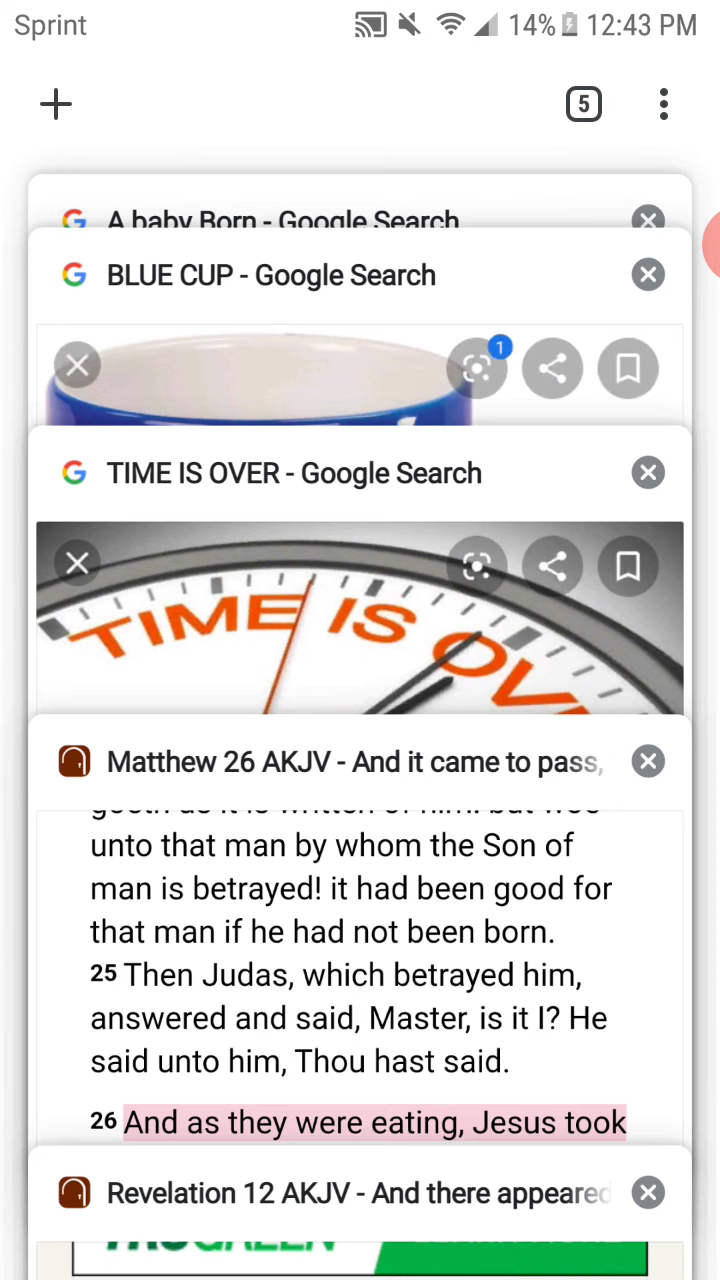 Sprint 14% 12:43 PM
5
A baby Born - Google Search
BLUE CUP - Google Search
1
TIME IS OVER - Google Search
TIME IS OV
Matthew 26 AKJV - And it came to pass,
unto that man by whom the Son of
man is betrayed! it had been good for
that man if he had not been born.
25 Then Judas, which betrayed him,
answered and said, Master, is it I? He
said unto him, Thou hast said.
26 And as they were eating, Jesus took
Revelation 12 AKJV - And there appeared